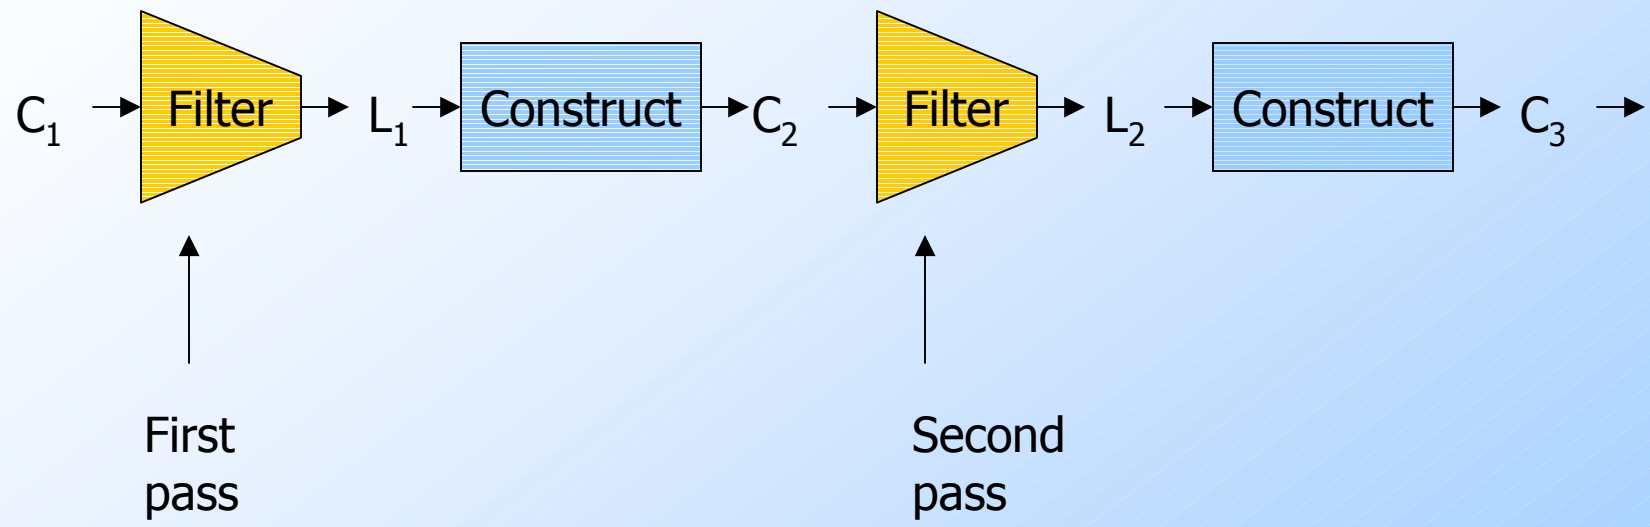 C₁ Filter L₁ Construct C₂ Filter L₂ Construct C₃
First
pass
Second
pass